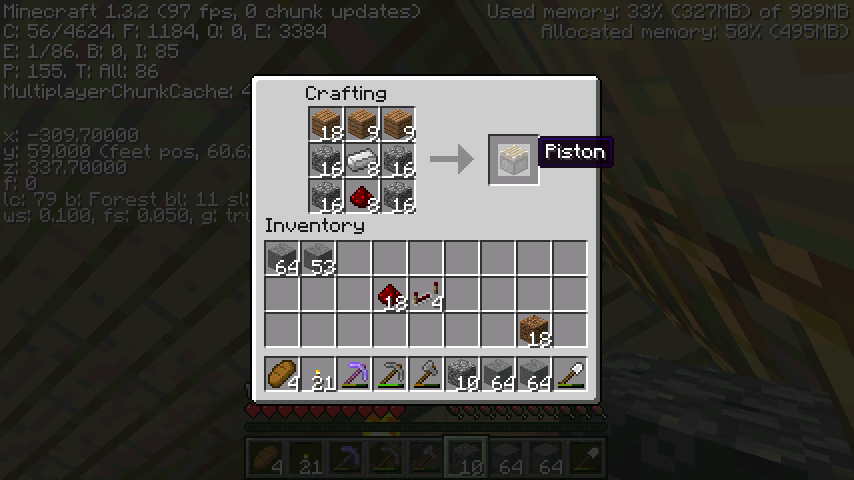 Minecraft 1.3.2 (97 fps, 0 chunk updates)
Used memory: 33% (327MB) of 989MB
C: 56/4624, F: 1184, O: 0, E: 3384
Allocated memory: 50% (495MB)
E: 1/86, B: 0, I: 85
P: 155, T: All: 86
MultiplayerChunkCache: 4
x: -309.70000
y: 59.000 (feet pos, 60.6
z: 337.70000
f: 0
lc: 79 b: Forest bl: 11 sl:
ws: 0.100, fs: 0.050, g: tru
Crafting
18 9 9
16 8 16
16 8 16
Piston
Inventory
64 53
18 4
18
4 21 10 64 64
4 21 10 64 64